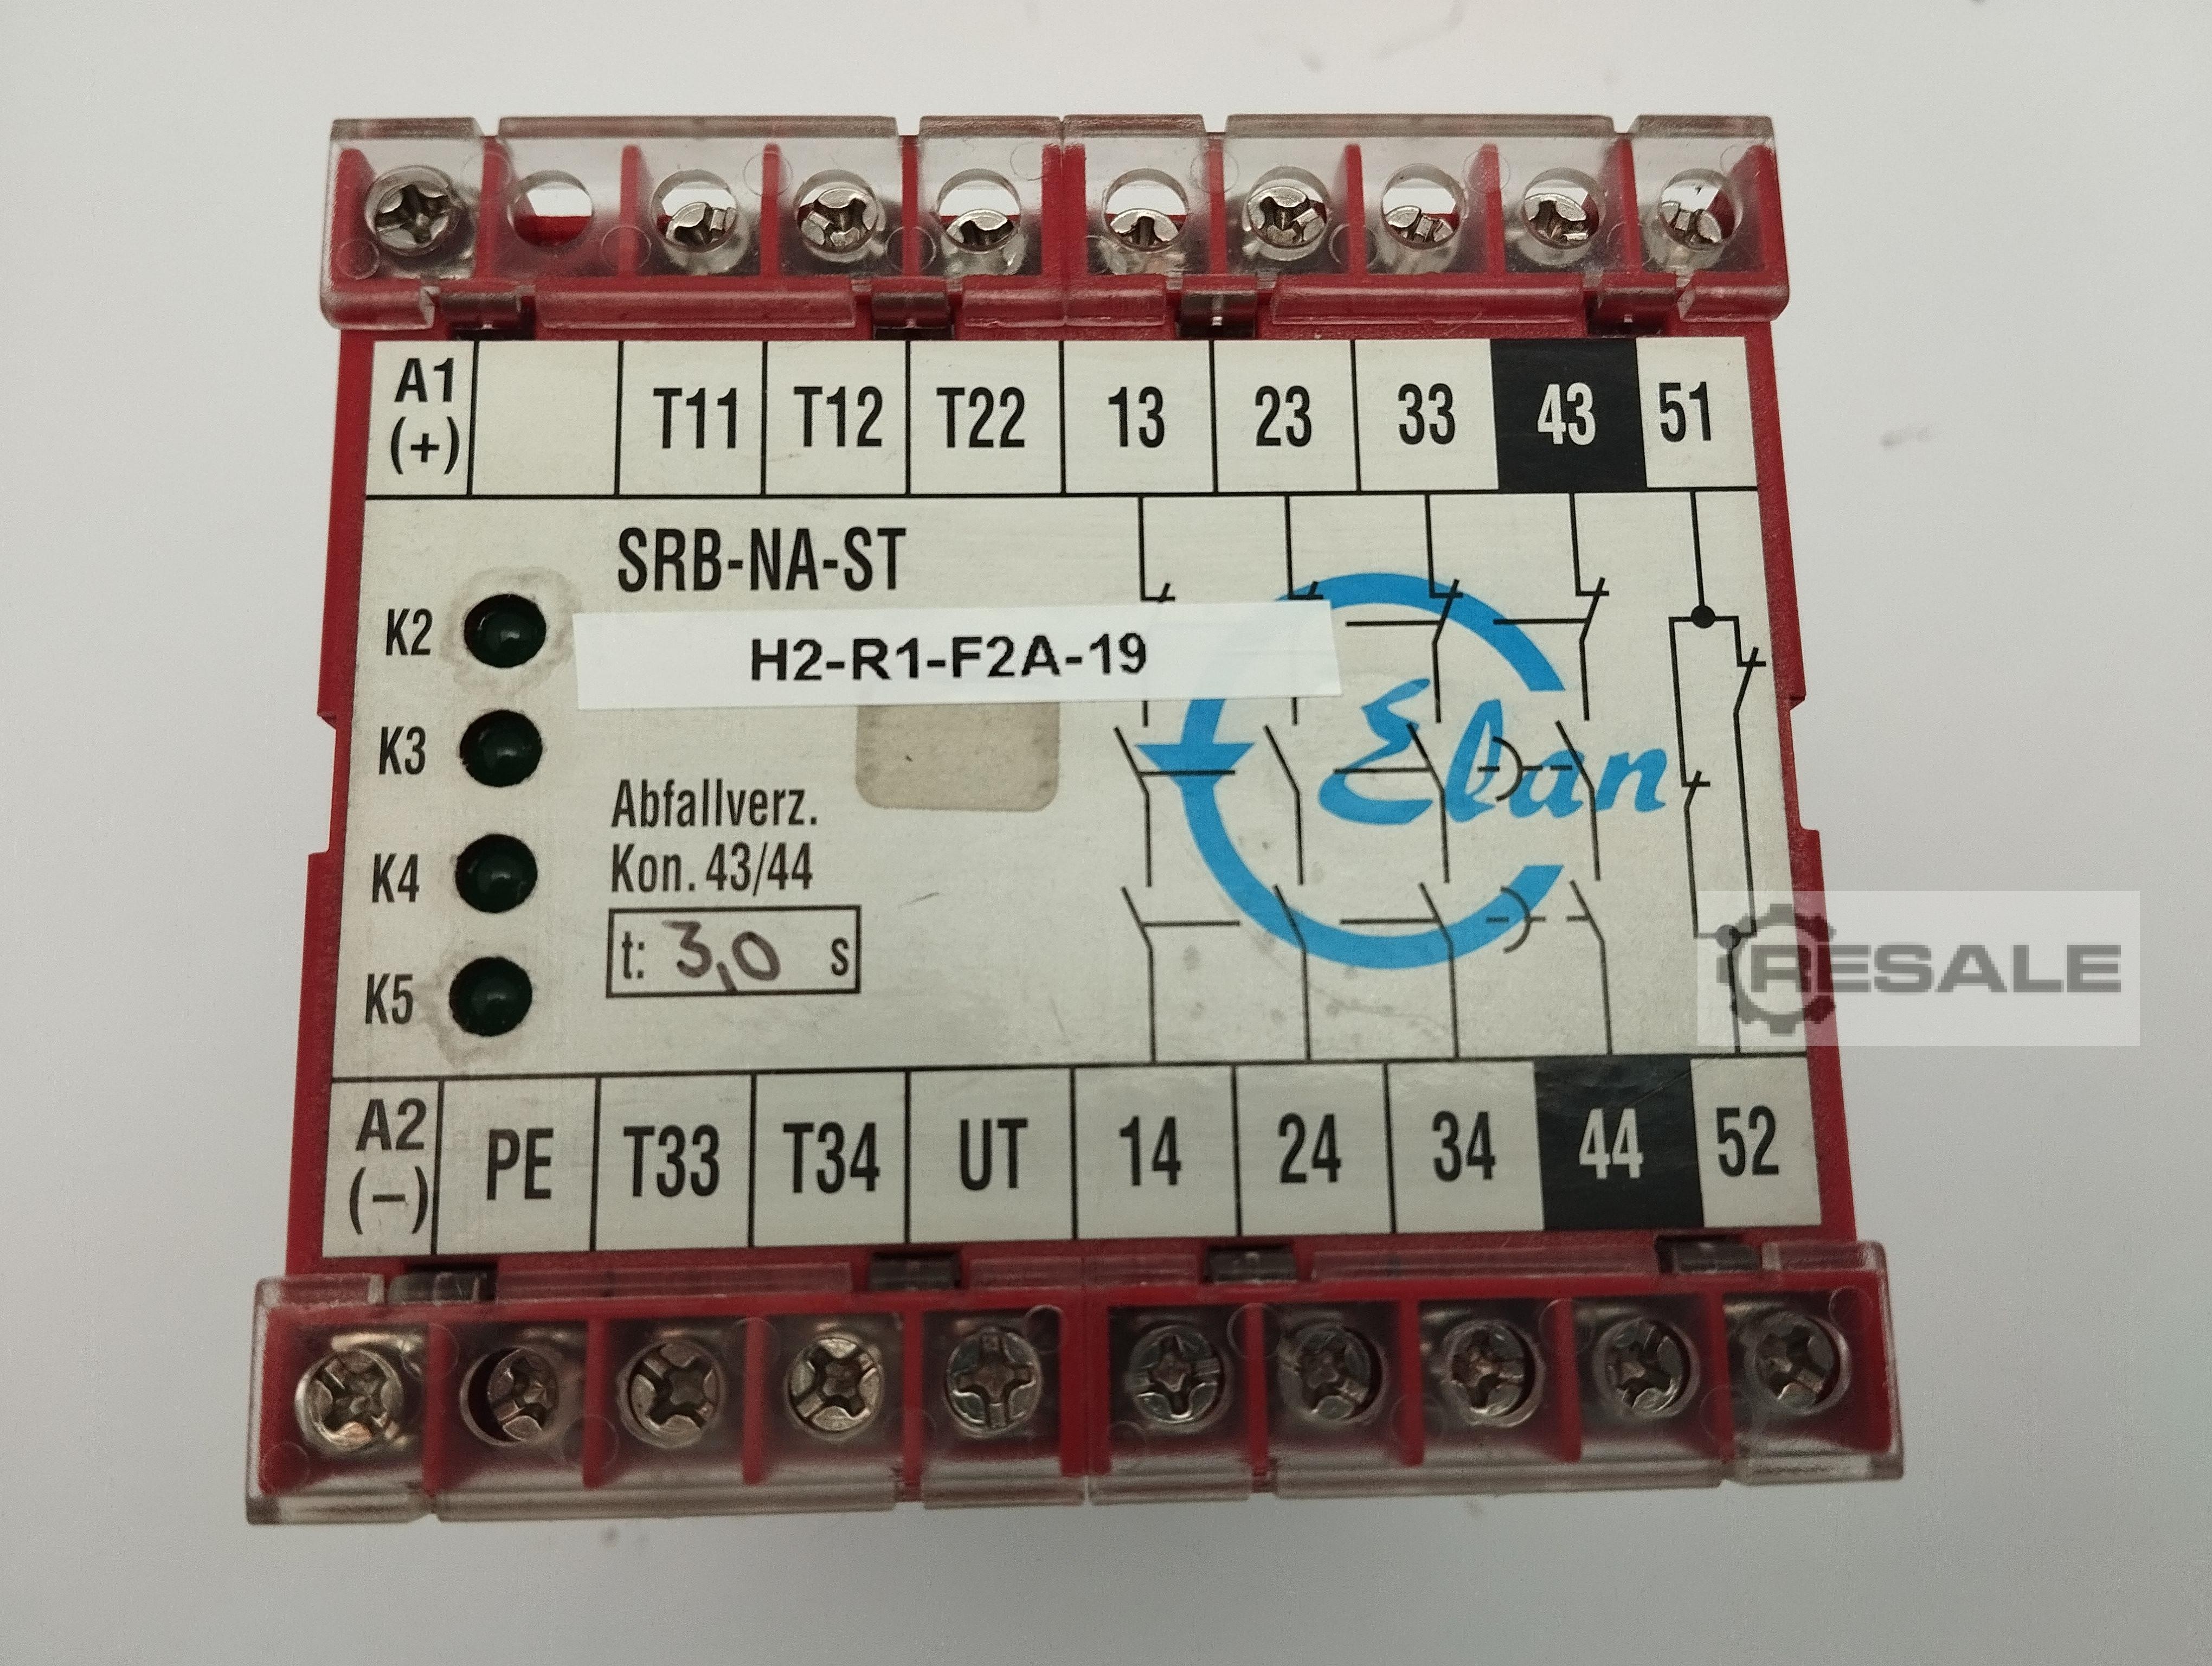 A1 (+) T11 T12 T22 13 23 33 43 51
SRB-NA-ST
K2
H2-R1-F2A-19
K3
Elan
Abfallverz.
K4
Kon. 43/44
t: 3,0 s
K5
RESALE
A2 (−) PE T33 T34 UT 14 24 34 44 52